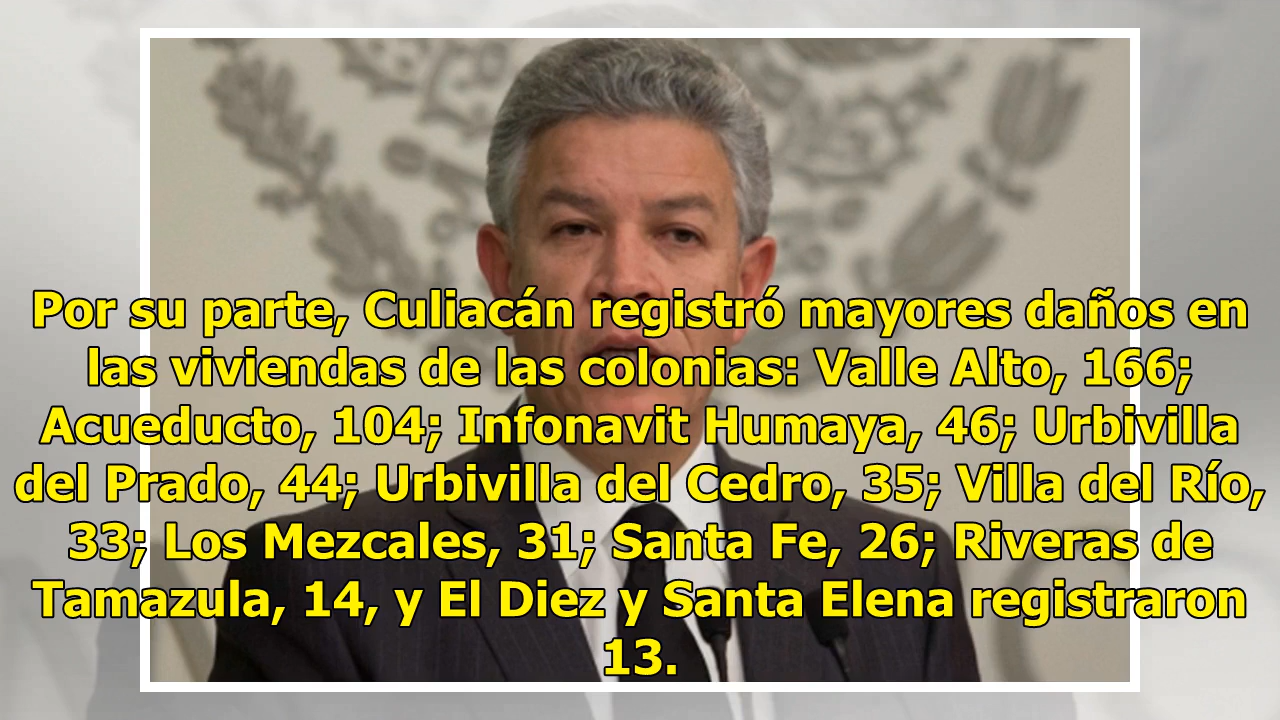 Por su parte, Culiacán registró mayores daños en
las viviendas de las colonias: Valle Alto, 166;
Acueducto, 104; Infonavit Humaya, 46; Urbivilla
del Prado, 44; Urbivilla del Cedro, 35; Villa del Río,
33; Los Mezcales, 31; Santa Fe, 26; Riveras de
Tamazula, 14, y El Diez y Santa Elena registraron
13.